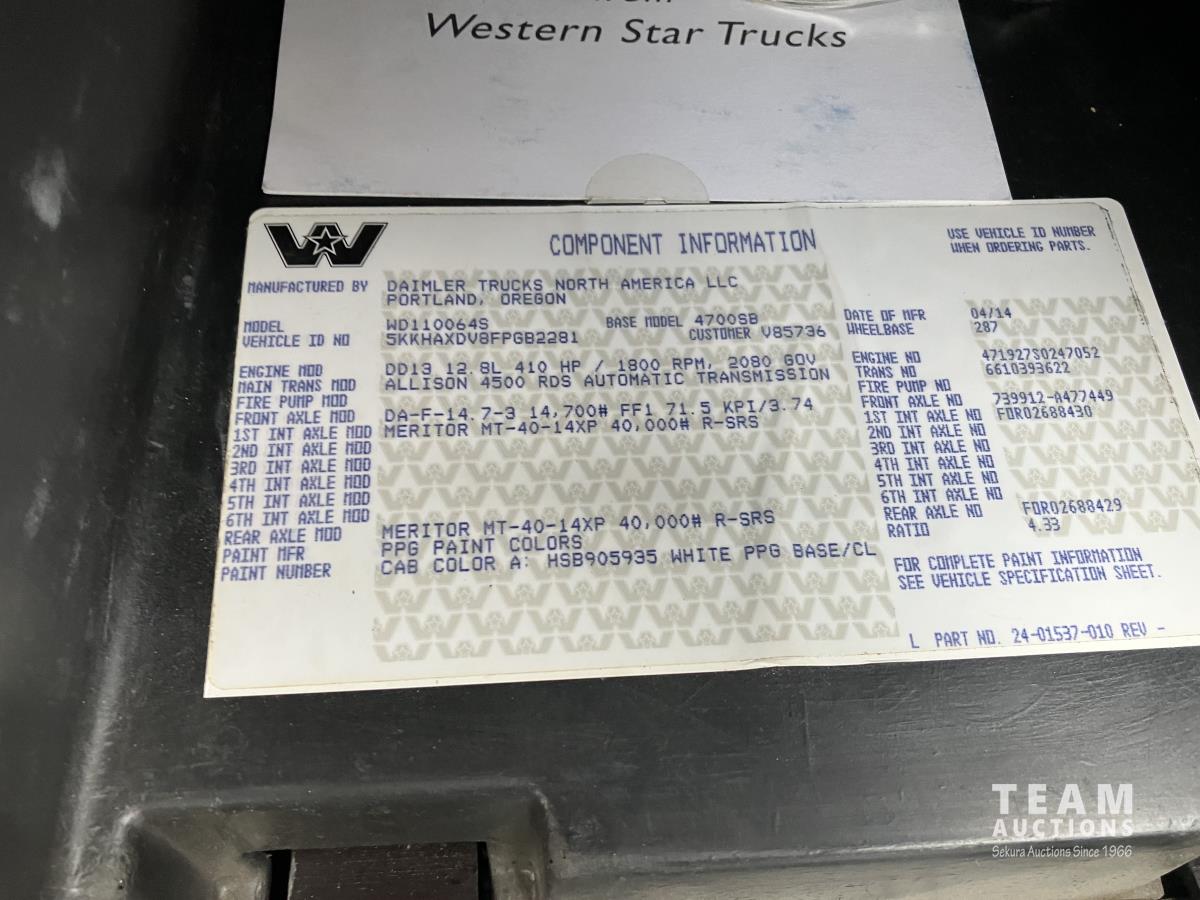 Western Star Trucks
COMPONENT INFORMATION
USE VEHICLE ID NUMBER
WHEN ORDERING PARTS.
MANUFACTURED BY DAIMLER TRUCKS NORTH AMERICA LLC
PORTLAND, OREGON
MODEL WD110064S BASE MODEL 4700SB DATE OF MFR 04/14
VEHICLE ID NO 5KKHAXDV8FPGB2281 CUSTOMER V85736 WHEELBASE 287
ENGINE MOD DD13 12.8L 410 HP / 1800 RPM, 2080 GOV ENGINE NO 471927S0247052
MAIN TRANS MOD ALLISON 4500 RDS AUTOMATIC TRANSMISSION TRANS NO 6610393622
FIRE PUMP MOD FIRE PUMP NO
FRONT AXLE MOD DA-F-14.7-3 14,700# FF1 71.5 KPI/3.74 FRONT AXLE NO 739912-A477449
1ST INT AXLE MOD MERITOR MT-40-14XP 40,000# R-SRS 1ST INT AXLE NO FDR02688430
2ND INT AXLE MOD 2ND INT AXLE NO
3RD INT AXLE MOD 3RD INT AXLE NO
4TH INT AXLE MOD 4TH INT AXLE NO
5TH INT AXLE MOD 5TH INT AXLE NO
6TH INT AXLE MOD 6TH INT AXLE NO
REAR AXLE MOD MERITOR MT-40-14XP 40,000# R-SRS REAR AXLE NO FDR02688429
PAINT MFR PPG PAINT COLORS RATIO 4.33
PAINT NUMBER CAB COLOR A: HSB905935 WHITE PPG BASE/CL
FOR COMPLETE PAINT INFORMATION
SEE VEHICLE SPECIFICATION SHEET.
L PART NO. 24-01537-010 REV -
TEAM
AUCTIONS
Sekura Auctions Since 1966